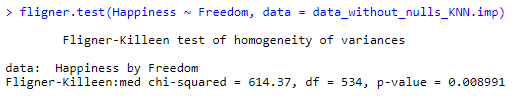 > fligner.test(Happiness ~ Freedom, data = data_without_nulls_KNN.imp)
Fligner-Killeen test of homogeneity of variances
data:  Happiness by Freedom
Fligner-Killeen:med chi-squared = 614.37, df = 534, p-value = 0.008991